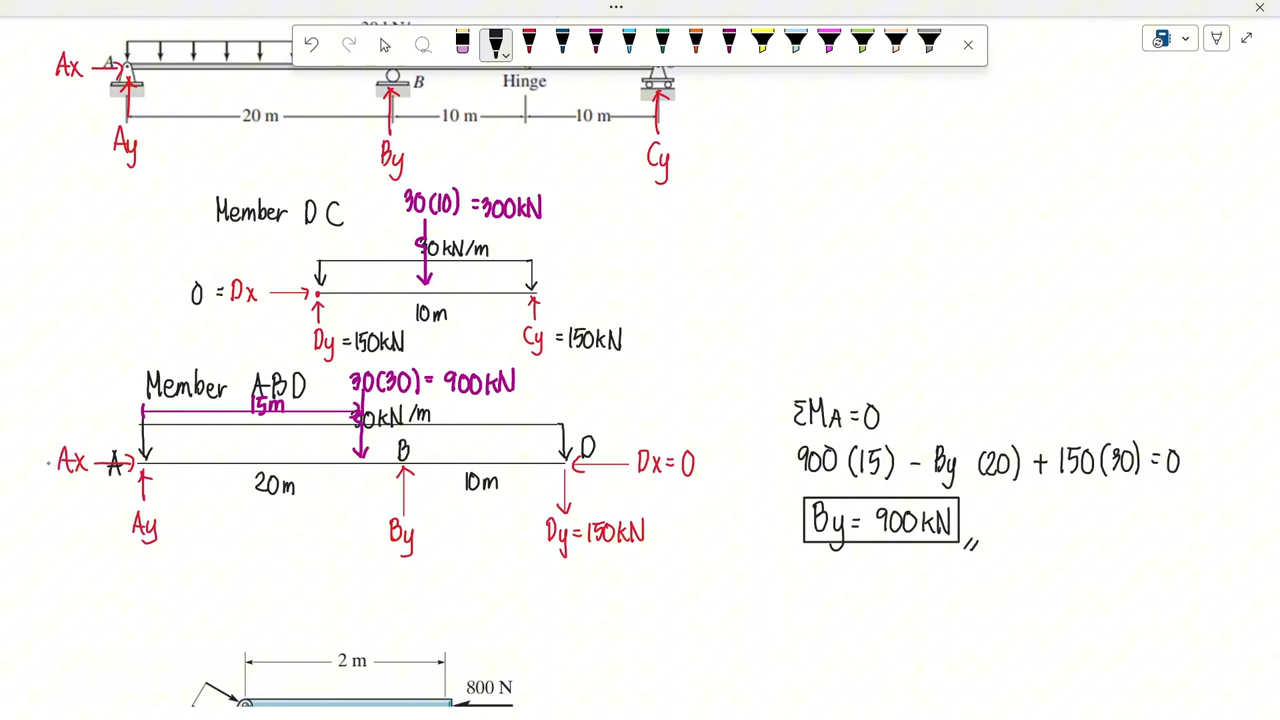 Ax
A
B
Hinge
20 m
10 m
10 m
Ay
By
Cy
Member DC
30(10) = 300kN
30kN/m
0 = Dx
10m
Dy = 150kN
Cy = 150kN
Member ABD
30(30) = 900kN
15m
30kN/m
Ax
A
B
D
Dx = 0
20m
10m
Ay
By
Dy = 150kN
ΣMA = 0
900 (15) - By (20) + 150 (30) = 0
By = 900kN
2 m
800 N